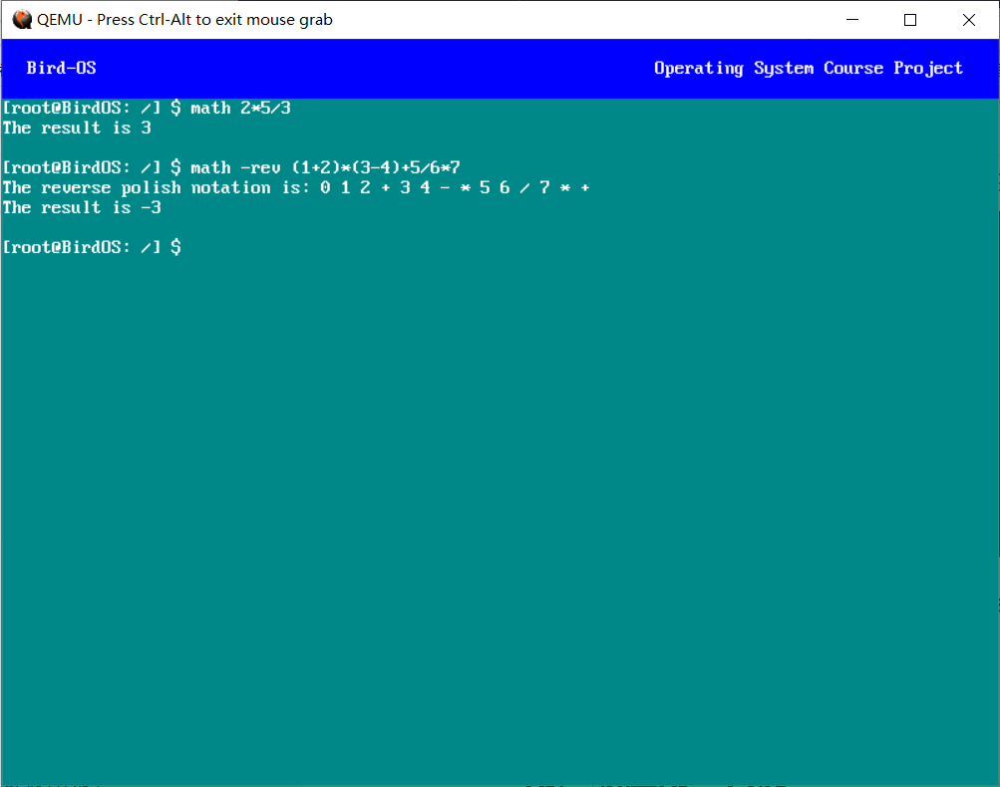 QEMU - Press Ctrl-Alt to exit mouse grab
Bird-OS Operating System Course Project
[root@BirdOS: /] $ math 2*5/3
The result is 3
[root@BirdOS: /] $ math -rev (1+2)*(3-4)+5/6*7
The reverse polish notation is: 0 1 2 + 3 4 - * 5 6 / 7 * +
The result is -3
[root@BirdOS: /] $